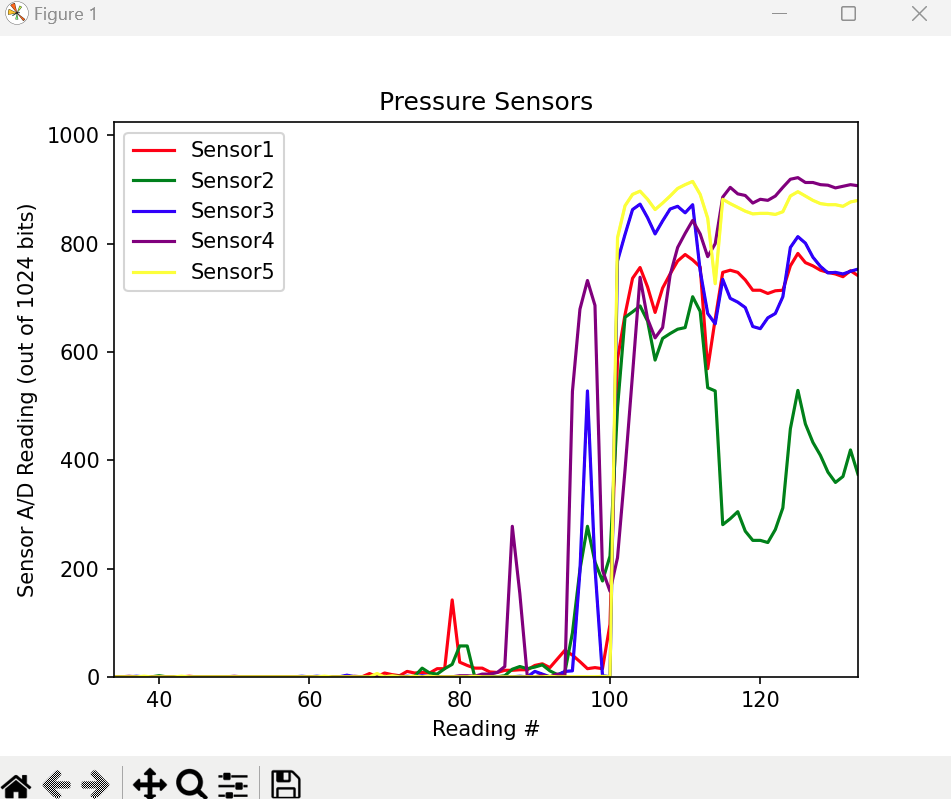 Figure 1
Pressure Sensors
1000
800
600
400
200
0
Sensor A/D Reading (out of 1024 bits)
Sensor1
Sensor2
Sensor3
Sensor4
Sensor5
40 60 80 100 120
Reading #